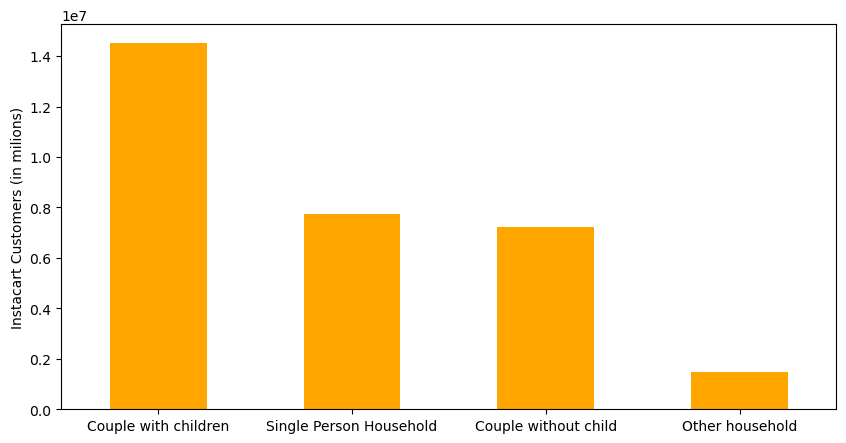 1e7
1.4
1.2
1.0
0.8
0.6
0.4
0.2
0.0
Instacart Customers (in milions)
Couple with children
Single Person Household
Couple without child
Other household